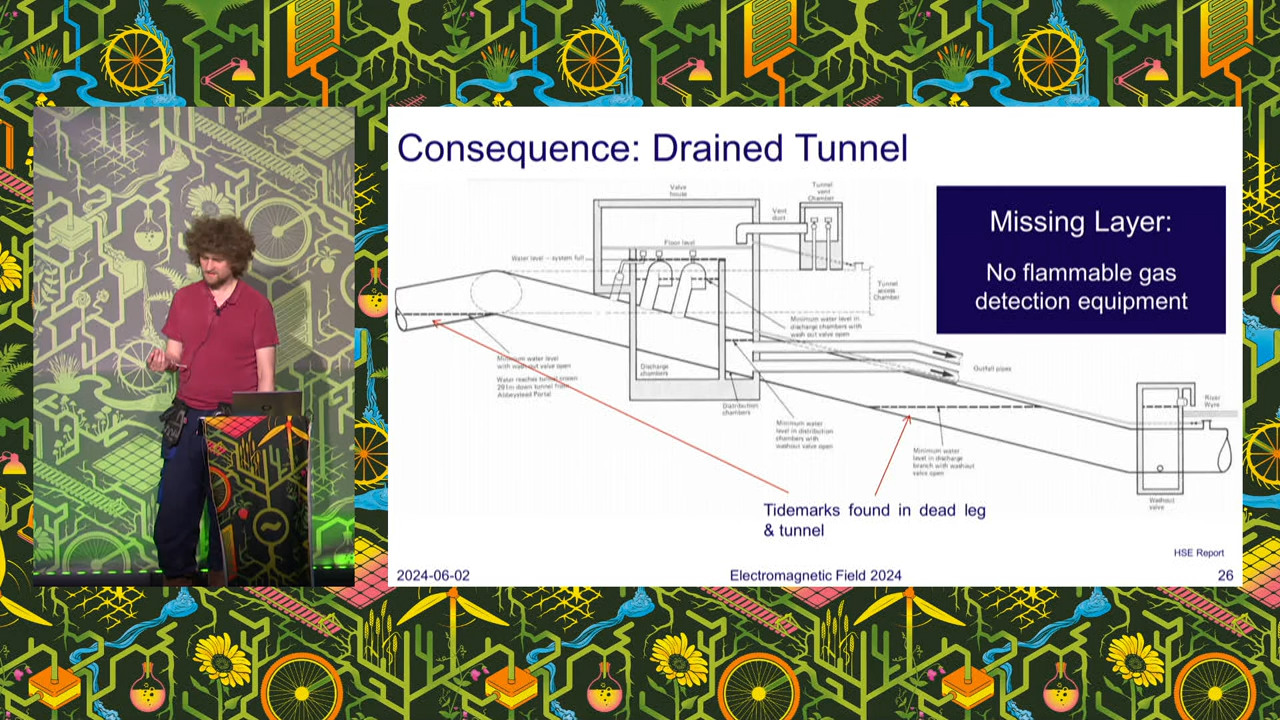 Consequence: Drained Tunnel
Missing Layer:
No flammable gas
detection equipment
Valve
house
Tunnel
vent
Chamber
Vent
duct
Floor level
Water level – system full
Tunnel
access
Chamber
Minimum water level in
discharge chambers with
wash out valve open
Minimum water level
with washout valve open
Water reaches tunnel crown
201m down tunnel from
Abbeystead Portal
Discharge
chambers
Outfall pipes
Distribution
chambers
Minimum water
level in distribution
chambers with
washout valve open
Minimum water
level in discharge
branch with washout
valve open
River
Wyre
Washout
valve
Tidemarks found in dead leg
& tunnel
HSE Report
2024-06-02
Electromagnetic Field 2024
26